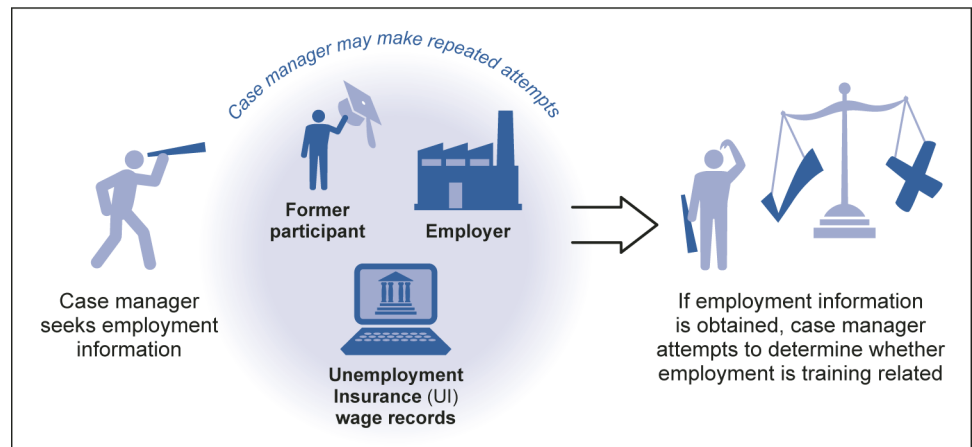 Case manager may make repeated attempts
Former
participant
Employer
Unemployment
Insurance (UI)
wage records
Case manager
seeks employment
information
If employment information
is obtained, case manager
attempts to determine whether
employment is training related